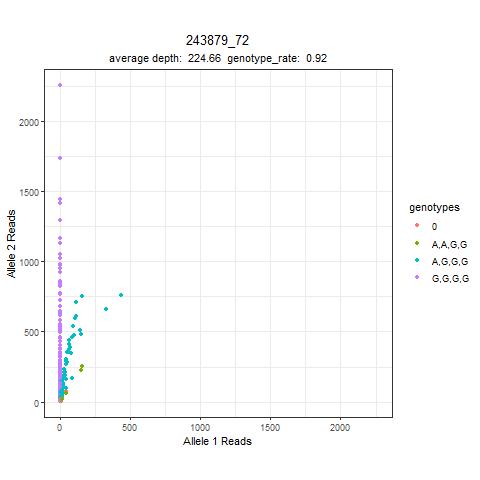 243879_72
average depth:  224.66  genotype_rate:  0.92
Allele 2 Reads
2000
1500
1000
500
0
0
500
1000
1500
2000
Allele 1 Reads
genotypes
0
A,A,G,G
A,G,G,G
G,G,G,G